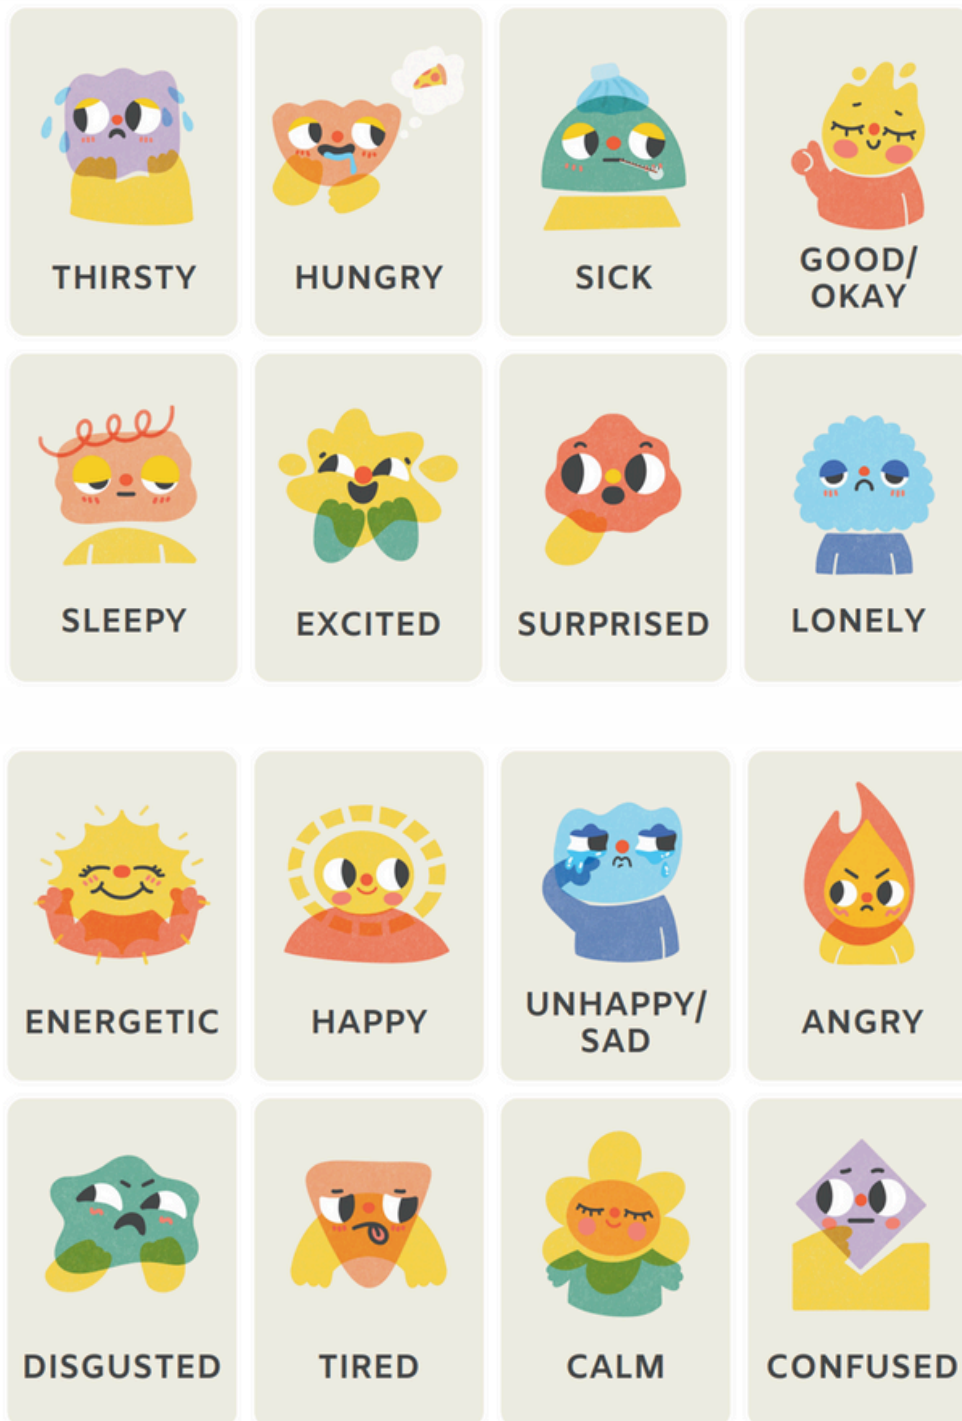 THIRSTY
HUNGRY
SICK
GOOD/
OKAY
SLEEPY
EXCITED
SURPRISED
LONELY
ENERGETIC
HAPPY
UNHAPPY/
SAD
ANGRY
DISGUSTED
TIRED
CALM
CONFUSED